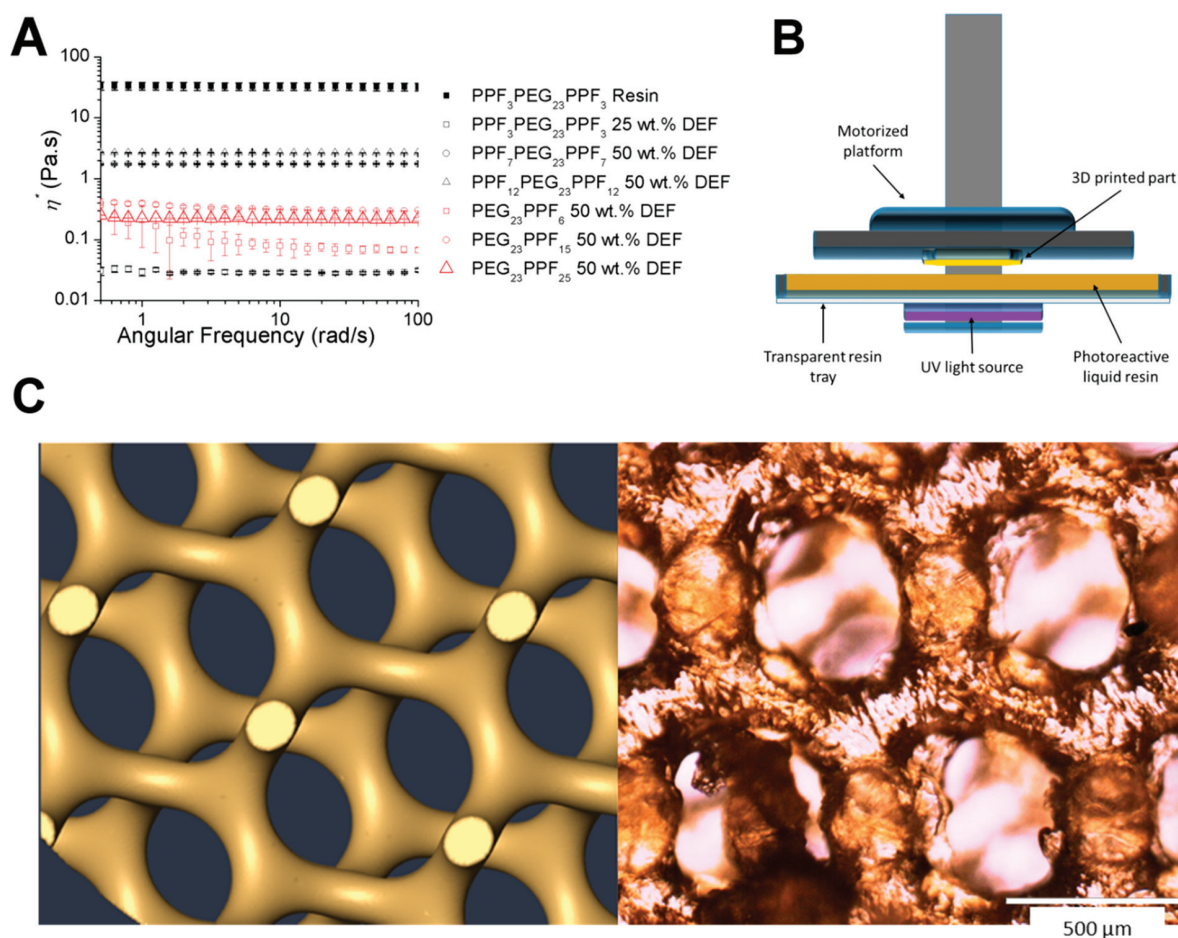 A
100
10
1
0.1
0.01
η* (Pa.s)
1
10
100
Angular Frequency (rad/s)
PPF₃PEG₂₃PPF₃ Resin
PPF₃PEG₂₃PPF₃ 25 wt.% DEF
PPF₇PEG₂₃PPF₇ 50 wt.% DEF
PPF₁₂PEG₂₃PPF₁₂ 50 wt.% DEF
PEG₂₃PPF₆ 50 wt.% DEF
PEG₂₃PPF₁₅ 50 wt.% DEF
PEG₂₃PPF₂₅ 50 wt.% DEF
B
Motorized
platform
3D printed part
Transparent resin
tray
UV light source
Photoreactive
liquid resin
C
500 µm